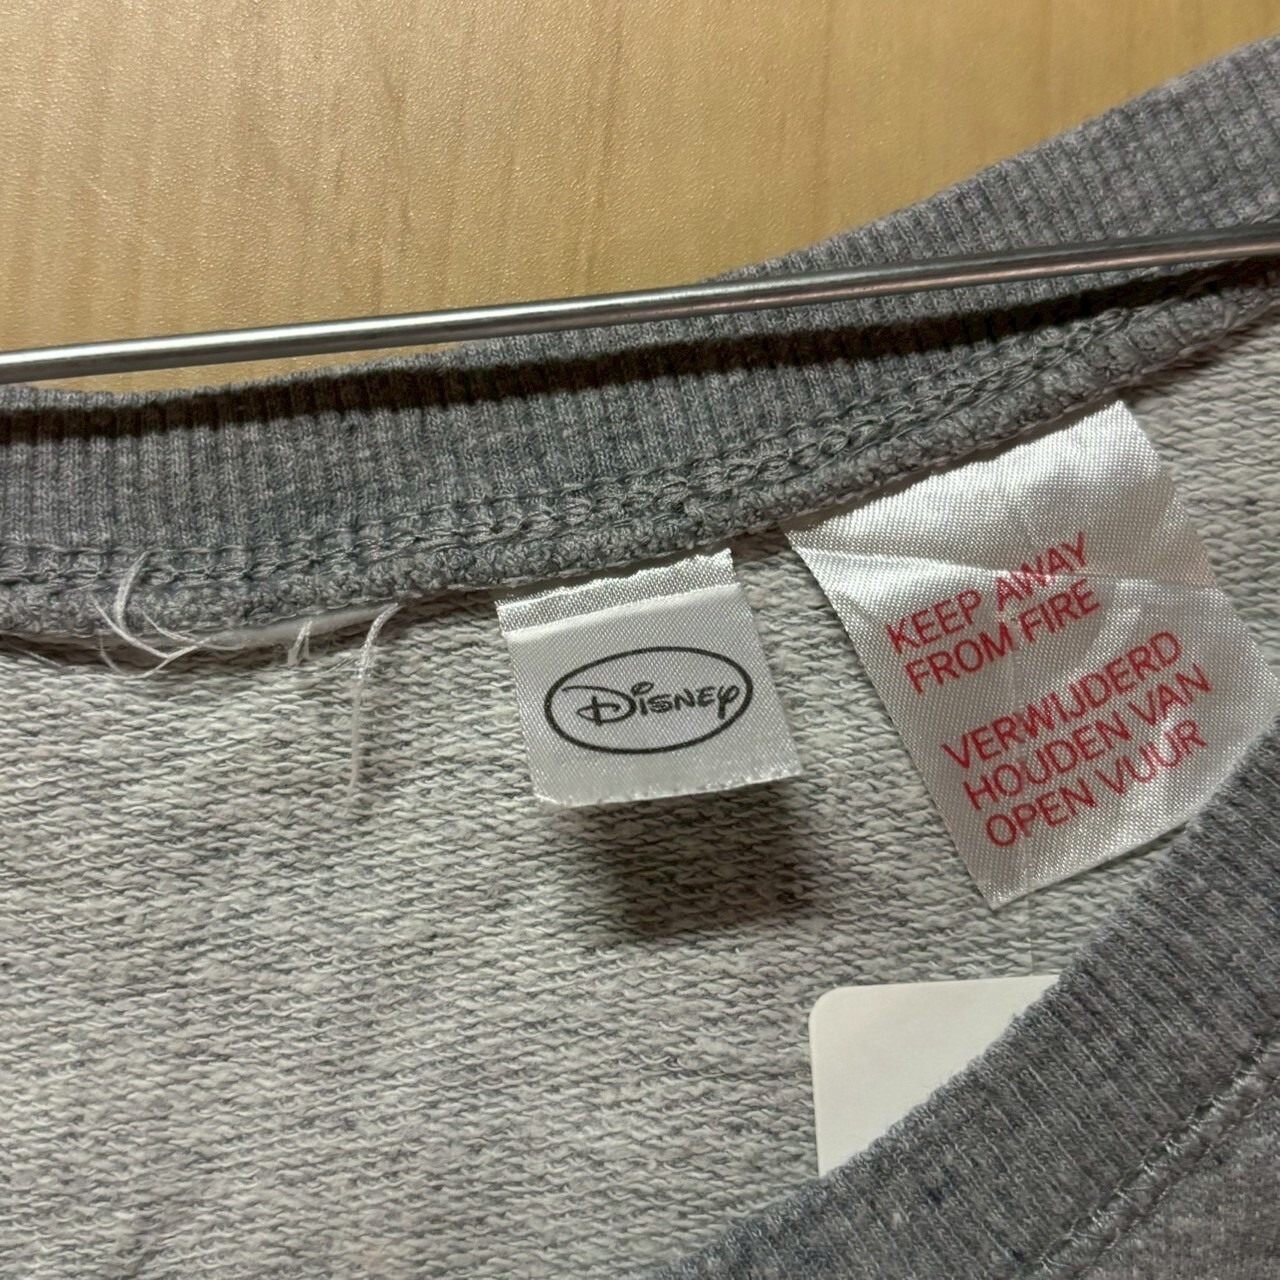 Disney
KEEP AWAY
FROM FIRE
VERWIJDERD
HOUDEN VAN
OPEN VUUR